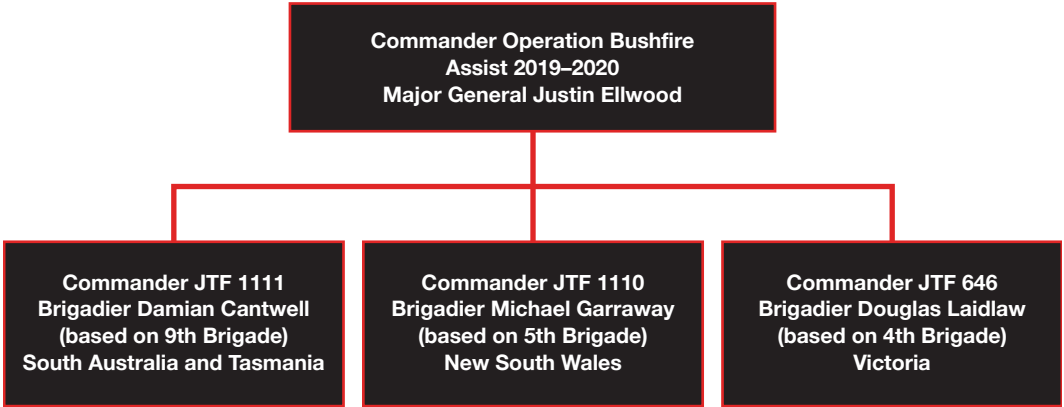 Commander Operation Bushfire
Assist 2019–2020
Major General Justin Ellwood
Commander JTF 1111
Brigadier Damian Cantwell
(based on 9th Brigade)
South Australia and Tasmania
Commander JTF 1110
Brigadier Michael Garraway
(based on 5th Brigade)
New South Wales
Commander JTF 646
Brigadier Douglas Laidlaw
(based on 4th Brigade)
Victoria